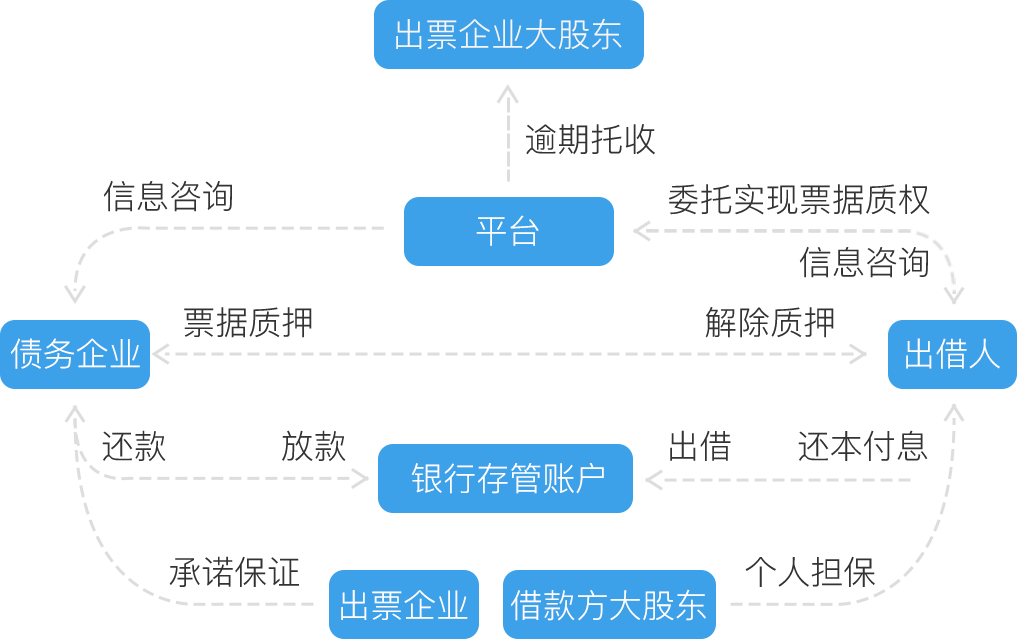 出票企业大股东
逾期托收
信息咨询
平台
委托实现票据质权
信息咨询
票据质押
解除质押
债务企业
出借人
还款
放款
银行存管账户
出借
还本付息
承诺保证
出票企业
借款方大股东
个人担保